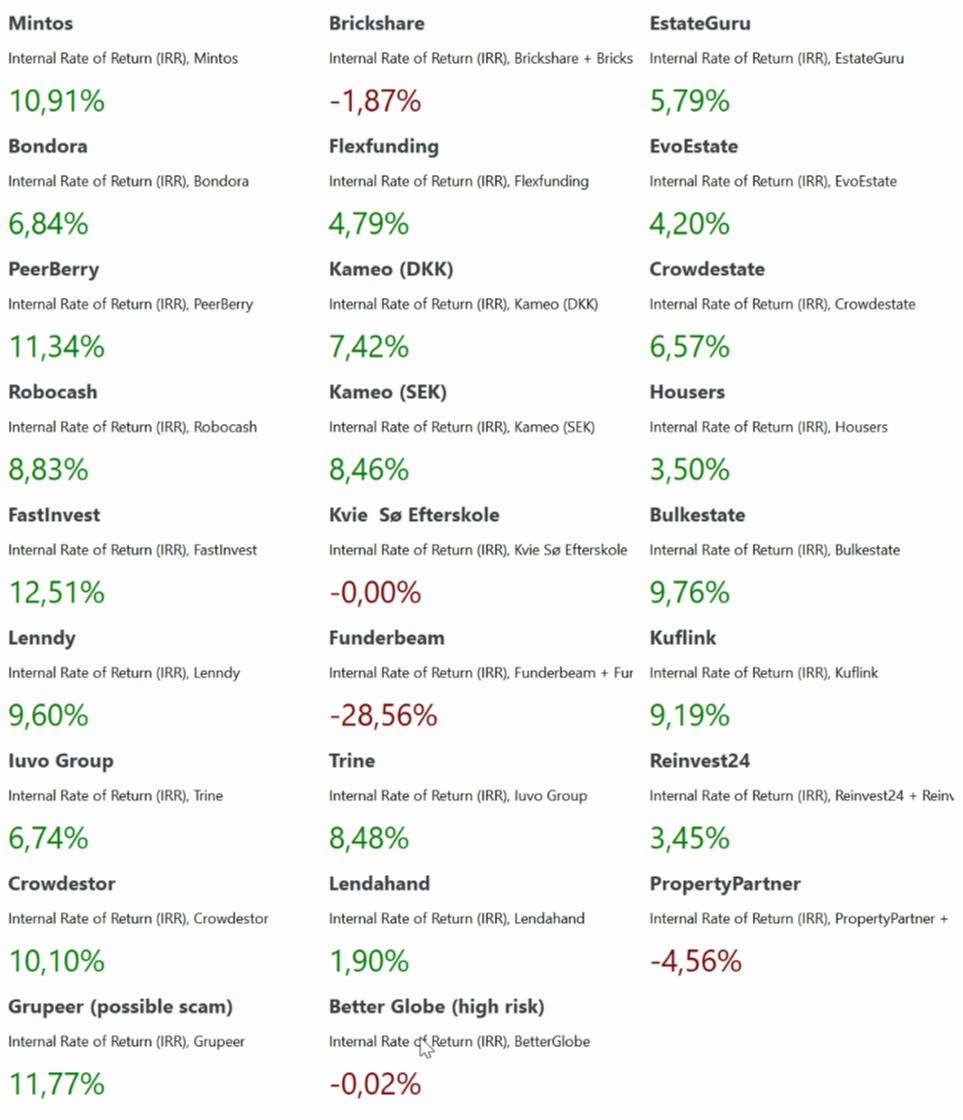 Mintos
Internal Rate of Return (IRR), Mintos
10,91%
Bondora
Internal Rate of Return (IRR), Bondora
6,84%
PeerBerry
Internal Rate of Return (IRR), PeerBerry
11,34%
Robocash
Internal Rate of Return (IRR), Robocash
8,83%
FastInvest
Internal Rate of Return (IRR), FastInvest
12,51%
Lenndy
Internal Rate of Return (IRR), Lenndy
9,60%
Iuvo Group
Internal Rate of Return (IRR), Trine
6,74%
Crowdestor
Internal Rate of Return (IRR), Crowdestor
10,10%
Grupeer (possible scam)
Internal Rate of Return (IRR), Grupeer
11,77%
Brickshare
Internal Rate of Return (IRR), Brickshare + Bricks
-1,87%
Flexfunding
Internal Rate of Return (IRR), Flexfunding
4,79%
Kameo (DKK)
Internal Rate of Return (IRR), Kameo (DKK)
7,42%
Kameo (SEK)
Internal Rate of Return (IRR), Kameo (SEK)
8,46%
Kvie Sø Efterskole
Internal Rate of Return (IRR), Kvie Sø Efterskole
-0,00%
Funderbeam
Internal Rate of Return (IRR), Funderbeam + Fur
-28,56%
Trine
Internal Rate of Return (IRR), Iuvo Group
8,48%
Lendahand
Internal Rate of Return (IRR), Lendahand
1,90%
Better Globe (high risk)
Internal Rate of Return (IRR), BetterGlobe
-0,02%
EstateGuru
Internal Rate of Return (IRR), EstateGuru
5,79%
EvoEstate
Internal Rate of Return (IRR), EvoEstate
4,20%
Crowdestate
Internal Rate of Return (IRR), Crowdestate
6,57%
Housers
Internal Rate of Return (IRR), Housers
3,50%
Bulkestate
Internal Rate of Return (IRR), Bulkestate
9,76%
Kuflink
Internal Rate of Return (IRR), Kuflink
9,19%
Reinvest24
Internal Rate of Return (IRR), Reinvest24 + Reinv
3,45%
PropertyPartner
Internal Rate of Return (IRR), PropertyPartner +
-4,56%